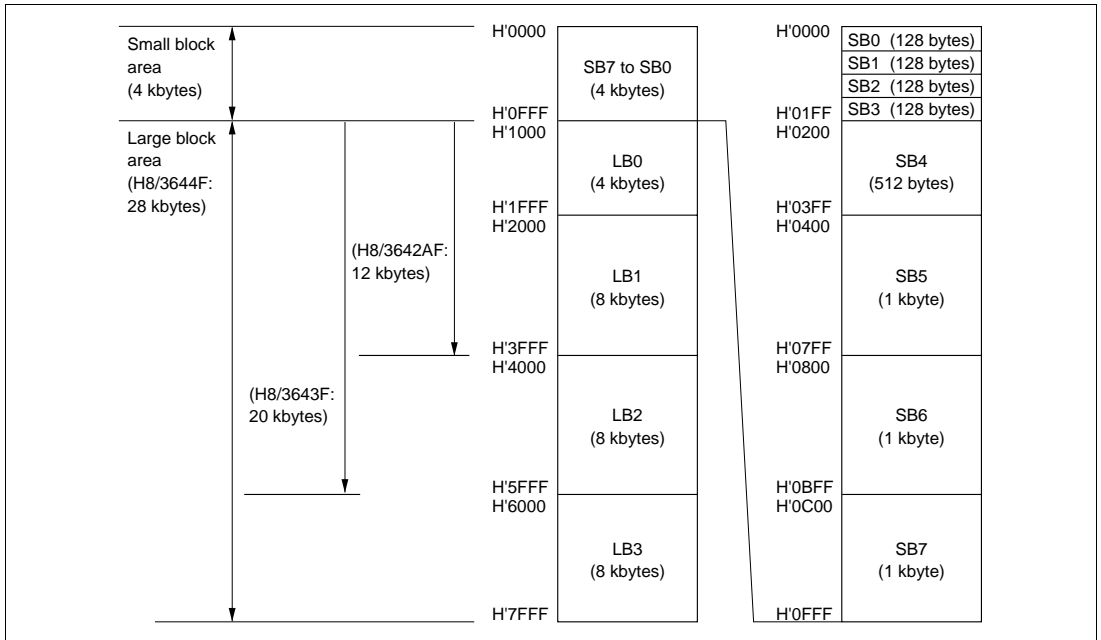 Small block
area
(4 kbytes)
Large block
area
(H8/3644F:
28 kbytes)
(H8/3642AF:
12 kbytes)
(H8/3643F:
20 kbytes)
H'0000
H'0FFF
H'1000
H'1FFF
H'2000
H'3FFF
H'4000
H'5FFF
H'6000
H'7FFF
SB7 to SB0
(4 kbytes)
LB0
(4 kbytes)
LB1
(8 kbytes)
LB2
(8 kbytes)
LB3
(8 kbytes)
H'0000
H'01FF
H'0200
H'03FF
H'0400
H'07FF
H'0800
H'0BFF
H'0C00
H'0FFF
SB0 (128 bytes)
SB1 (128 bytes)
SB2 (128 bytes)
SB3 (128 bytes)
SB4
(512 bytes)
SB5
(1 kbyte)
SB6
(1 kbyte)
SB7
(1 kbyte)